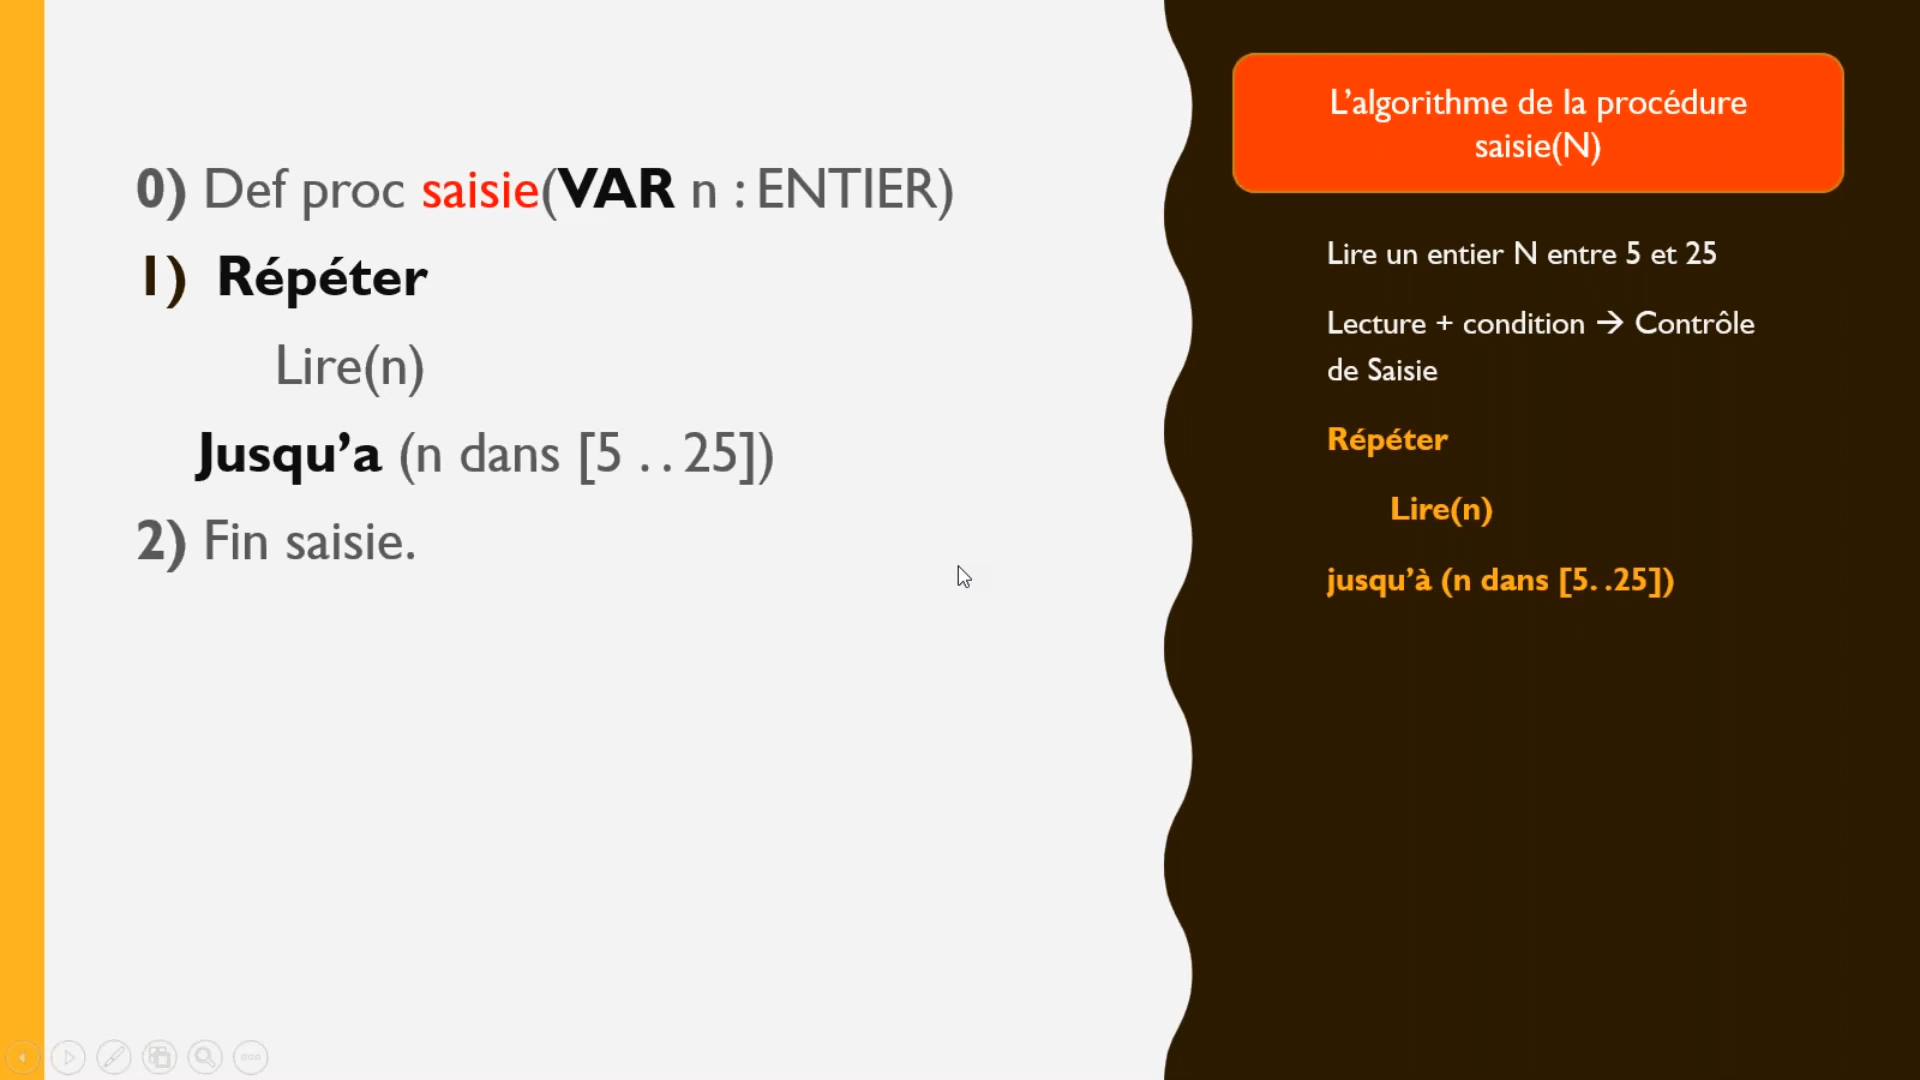 0) Def proc saisie(VAR n : ENTIER)
1) Répéter
Lire(n)
Jusqu’a (n dans [5 . . 25])
2) Fin saisie.
L’algorithme de la procédure
saisie(N)
Lire un entier N entre 5 et 25
Lecture + condition → Contrôle
de Saisie
Répéter
Lire(n)
jusqu’à (n dans [5. .25])